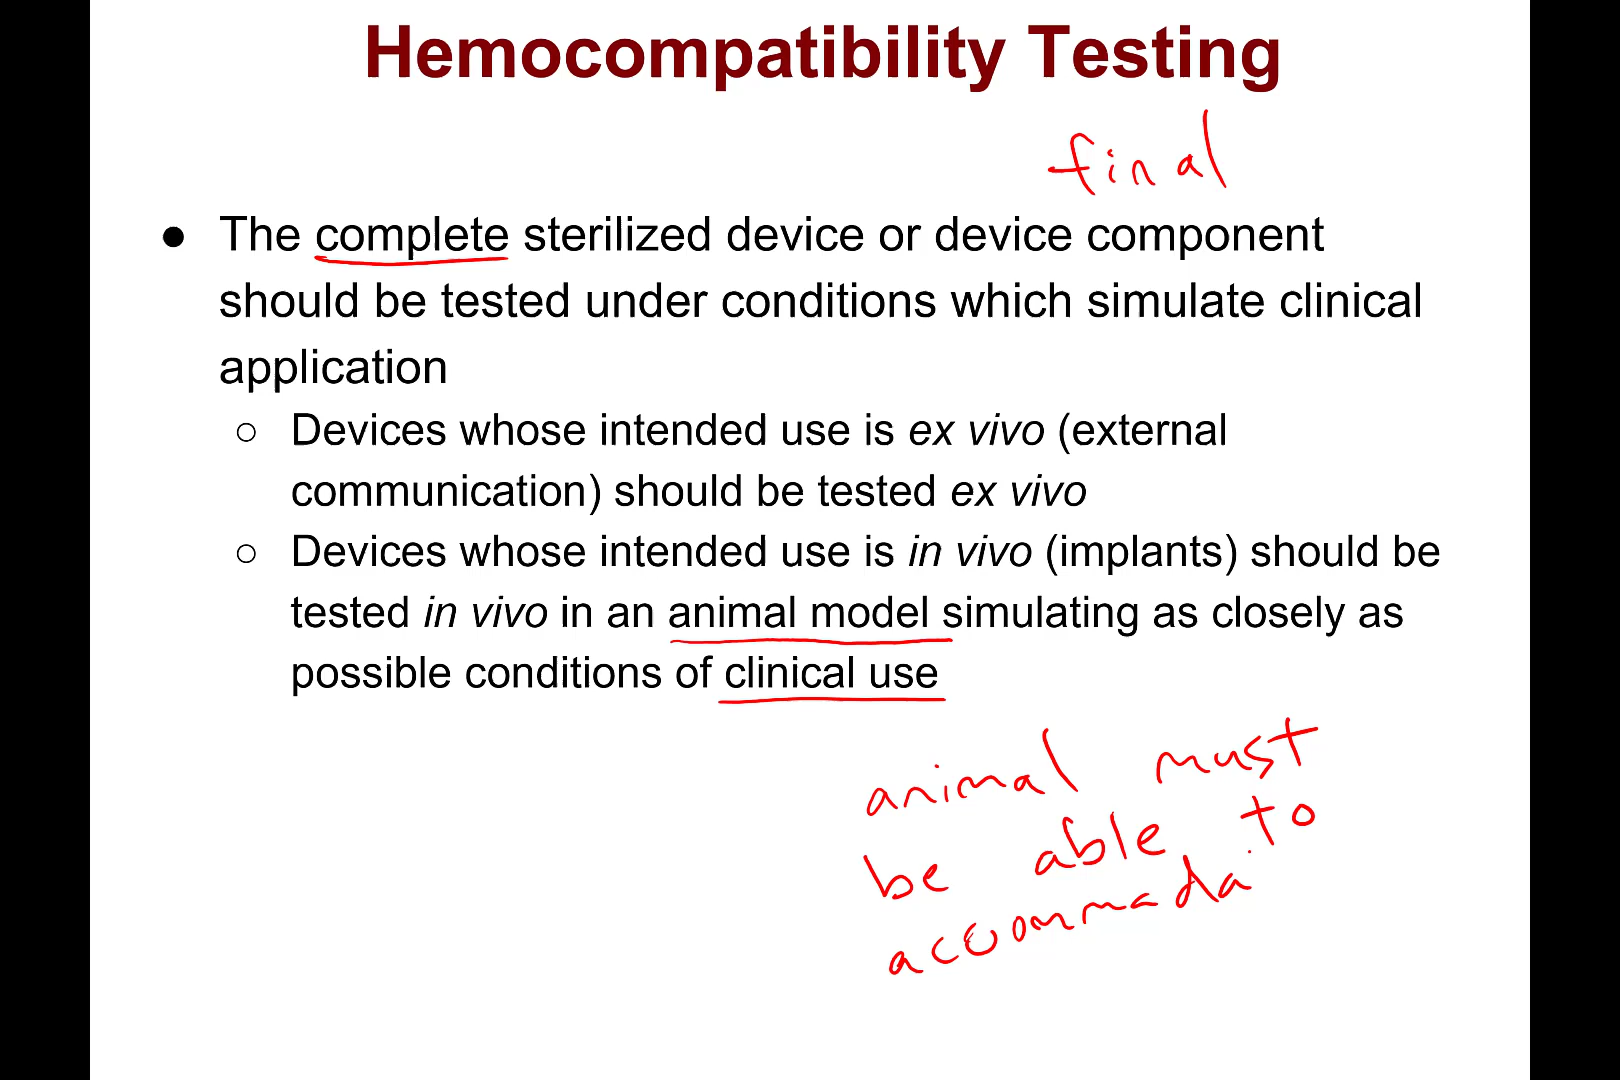 Hemocompatibility Testing
final
● The complete sterilized device or device component
should be tested under conditions which simulate clinical
application
○ Devices whose intended use is ex vivo (external
communication) should be tested ex vivo
○ Devices whose intended use is in vivo (implants) should be
tested in vivo in an animal model simulating as closely as
possible conditions of clinical use
animal must
be able to
accommada